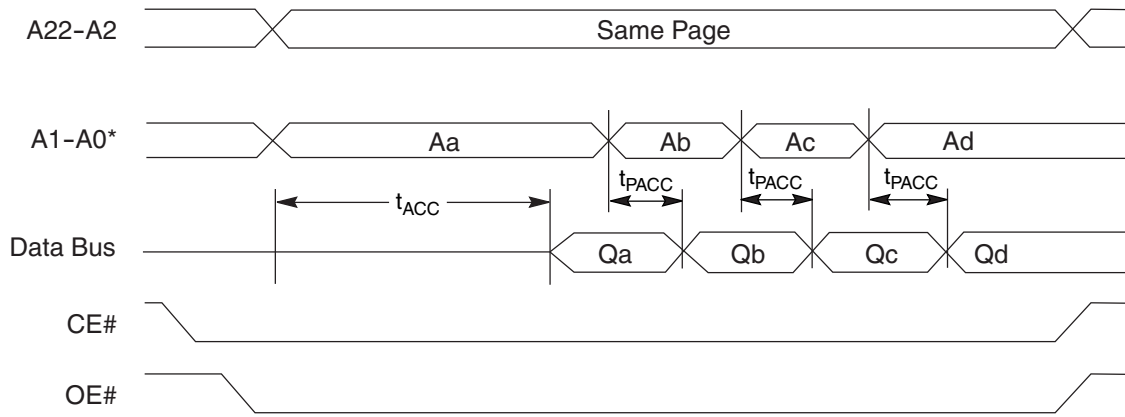 A22–A2
Same Page
A1–A0*
Aa
Ab
Ac
Ad
tACC
tPACC
tPACC
tPACC
Data Bus
Qa
Qb
Qc
Qd
CE#
OE#